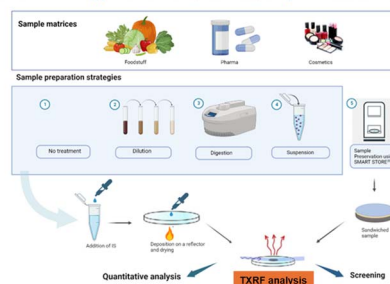 Sample matrices
Foodstuff
Pharma
Cosmetics
Sample preparation strategies
1
2
3
4
5
No treatment
Dilution
Digestion
Suspension
Sample
Preservation
SMART STORE
Addition of IS
Deposition on a reflector
and drying
Sandwiched
sample
Quantitative analysis
TXRF analysis
Screening